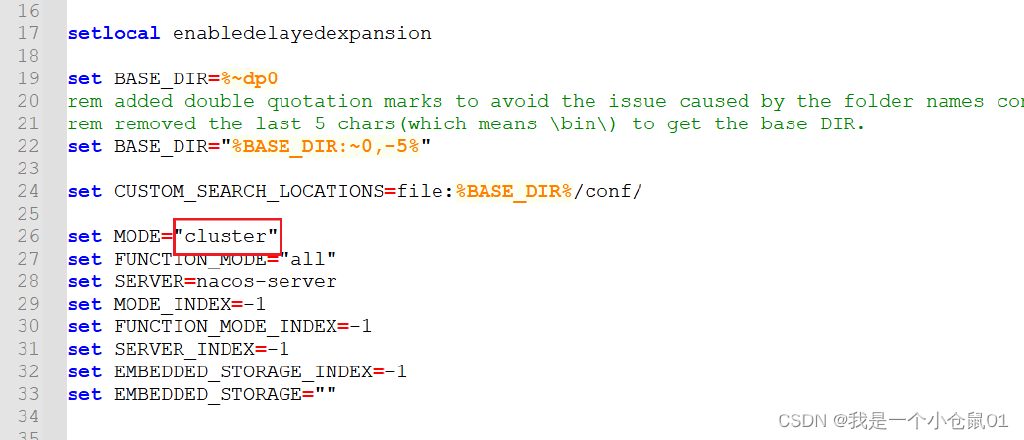 16
17 setlocal enabledelayedexpansion
18
19 set BASE_DIR=%~dp0
20 rem added double quotation marks to avoid the issue caused by the folder names
21 rem removed the last 5 chars(which means \bin\) to get the base DIR.
22 set BASE_DIR="%BASE_DIR:~0,-5%"
23
24 set CUSTOM_SEARCH_LOCATIONS=file:%BASE_DIR%/conf/
25
26 set MODE="cluster"
27 set FUNCTION_MODE="all"
28 set SERVER=nacos-server
29 set MODE_INDEX=-1
30 set FUNCTION_MODE_INDEX=-1
31 set SERVER_INDEX=-1
32 set EMBEDDED_STORAGE_INDEX=-1
33 set EMBEDDED_STORAGE=""
34
35
CSDN @我是一个小仓鼠01